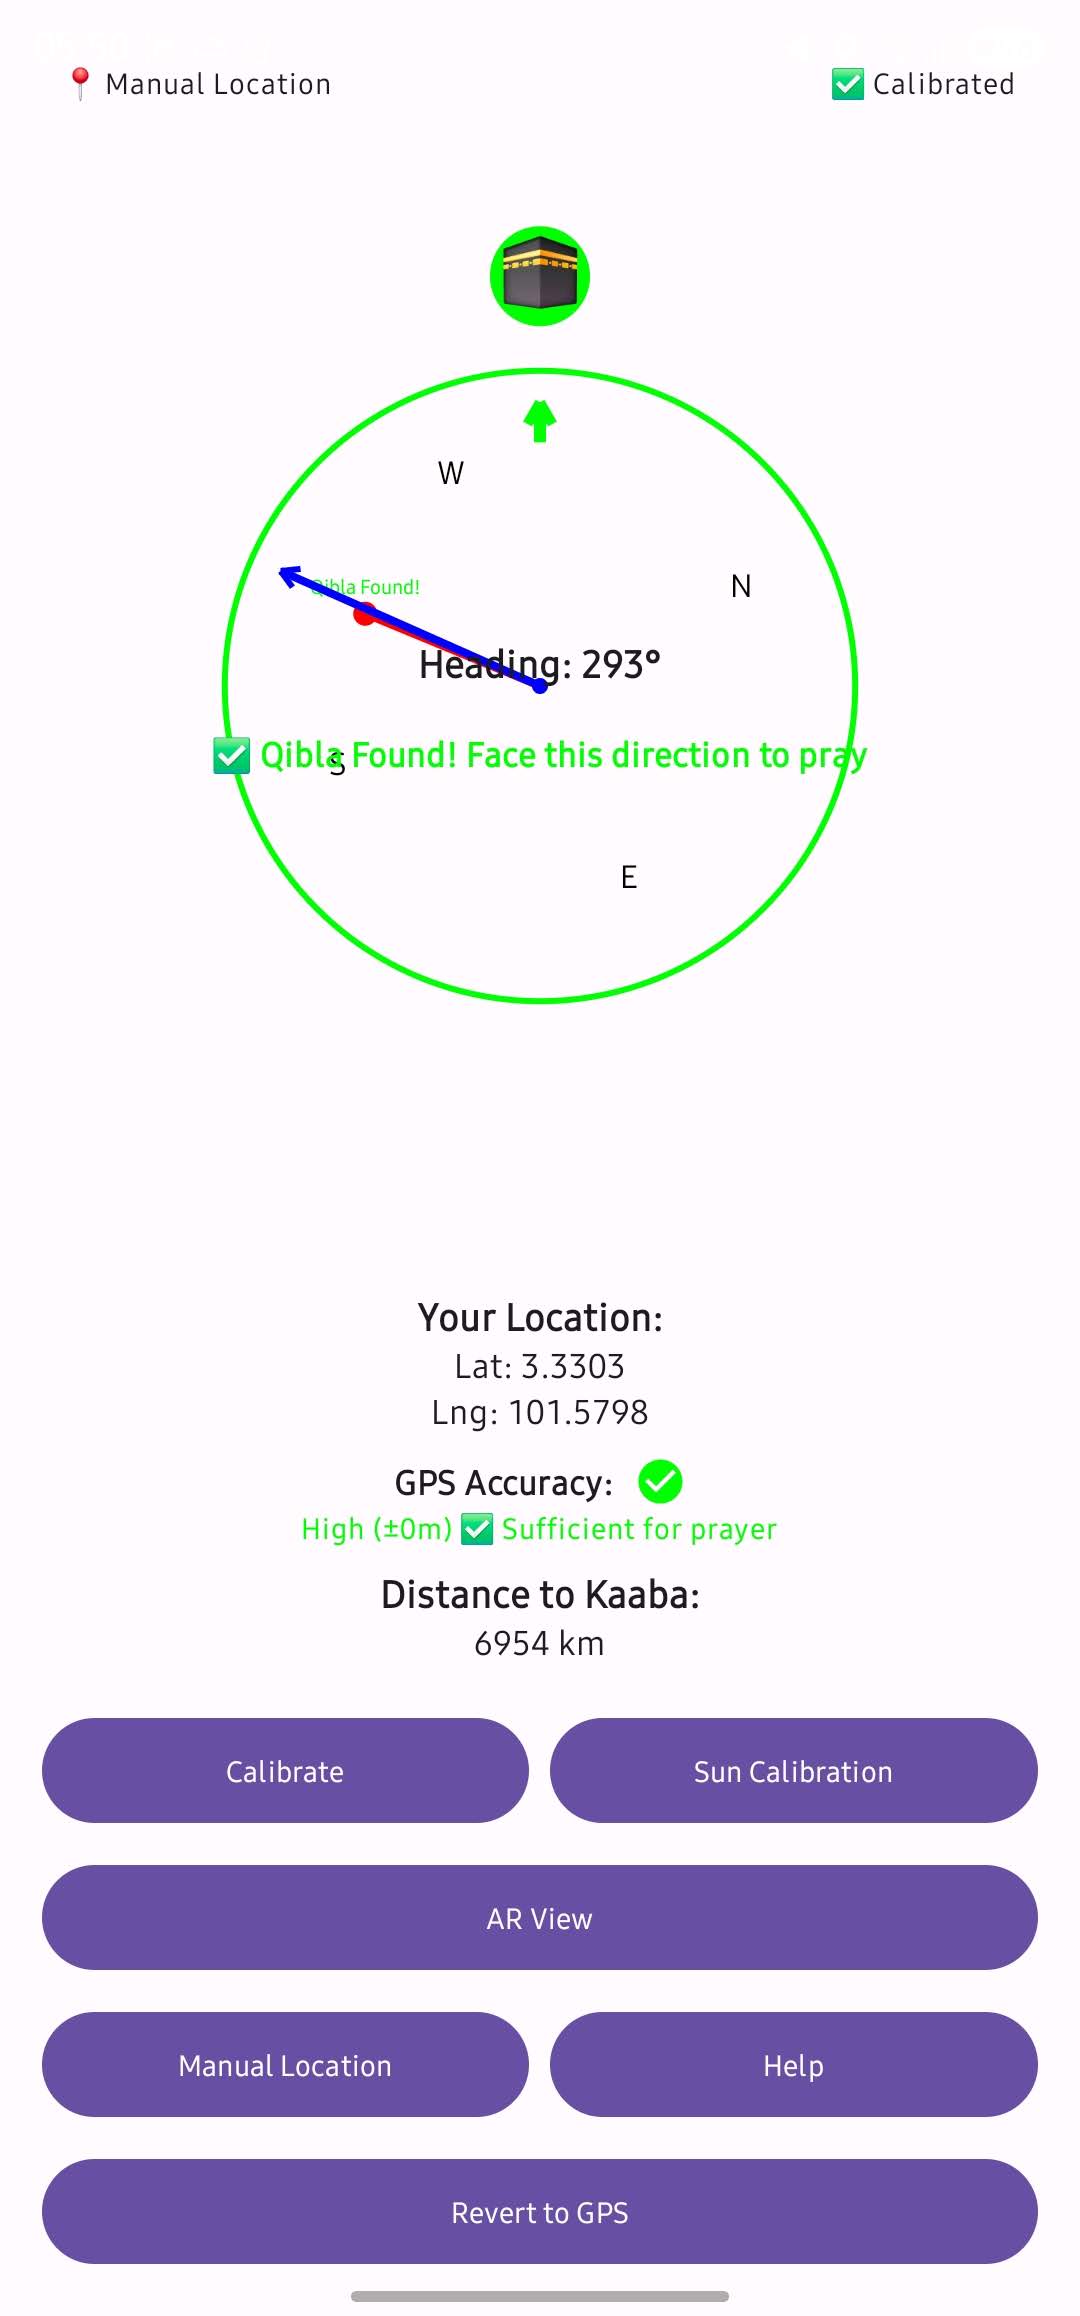 📍 Manual Location
✅ Calibrated
W
N
Qibla Found!
Heading: 293°
✅ Qibla Found! Face this direction to pray
S
E
Your Location:
Lat: 3.3303
Lng: 101.5798
GPS Accuracy:
High (±0m) ✅ Sufficient for prayer
Distance to Kaaba:
6954 km
Calibrate
Sun Calibration
AR View
Manual Location
Help
Revert to GPS